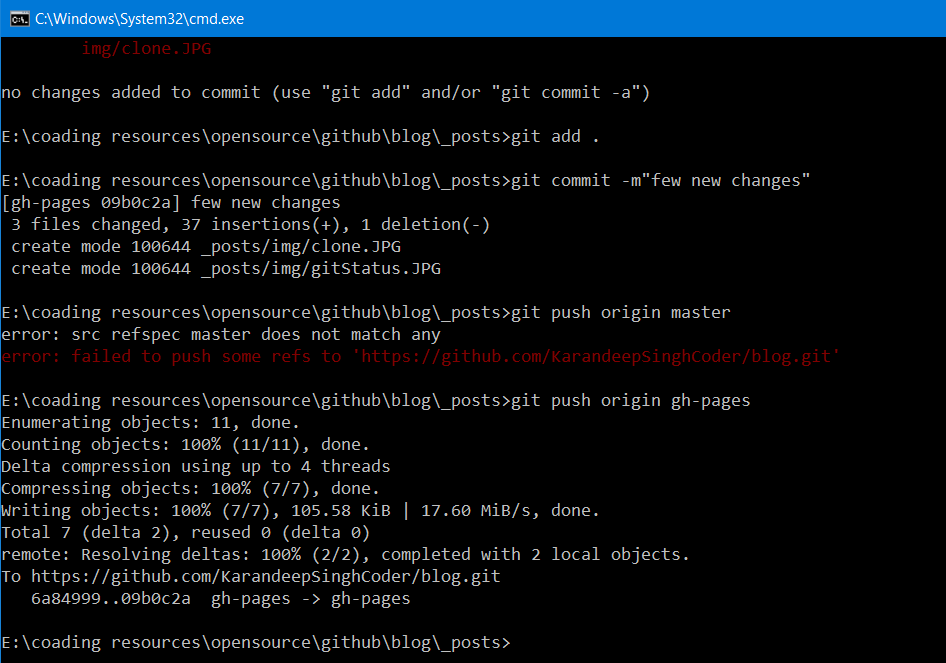 C:\Windows\System32\cmd.exe
img/clone.JPG
no changes added to commit (use "git add" and/or "git commit -a")
E:\coading resources\opensource\github\blog\_posts>git add .
E:\coading resources\opensource\github\blog\_posts>git commit -m"few new changes"
[gh-pages 09b0c2a] few new changes
 3 files changed, 37 insertions(+), 1 deletion(-)
 create mode 100644 _posts/img/clone.JPG
 create mode 100644 _posts/img/gitStatus.JPG
E:\coading resources\opensource\github\blog\_posts>git push origin master
error: src refspec master does not match any
error: failed to push some refs to 'https://github.com/KarandeepSinghCoder/blog.git'
E:\coading resources\opensource\github\blog\_posts>git push origin gh-pages
Enumerating objects: 11, done.
Counting objects: 100% (11/11), done.
Delta compression using up to 4 threads
Compressing objects: 100% (7/7), done.
Writing objects: 100% (7/7), 105.58 KiB | 17.60 MiB/s, done.
Total 7 (delta 2), reused 0 (delta 0)
remote: Resolving deltas: 100% (2/2), completed with 2 local objects.
To https://github.com/KarandeepSinghCoder/blog.git
   6a84999..09b0c2a  gh-pages -> gh-pages
E:\coading resources\opensource\github\blog\_posts>